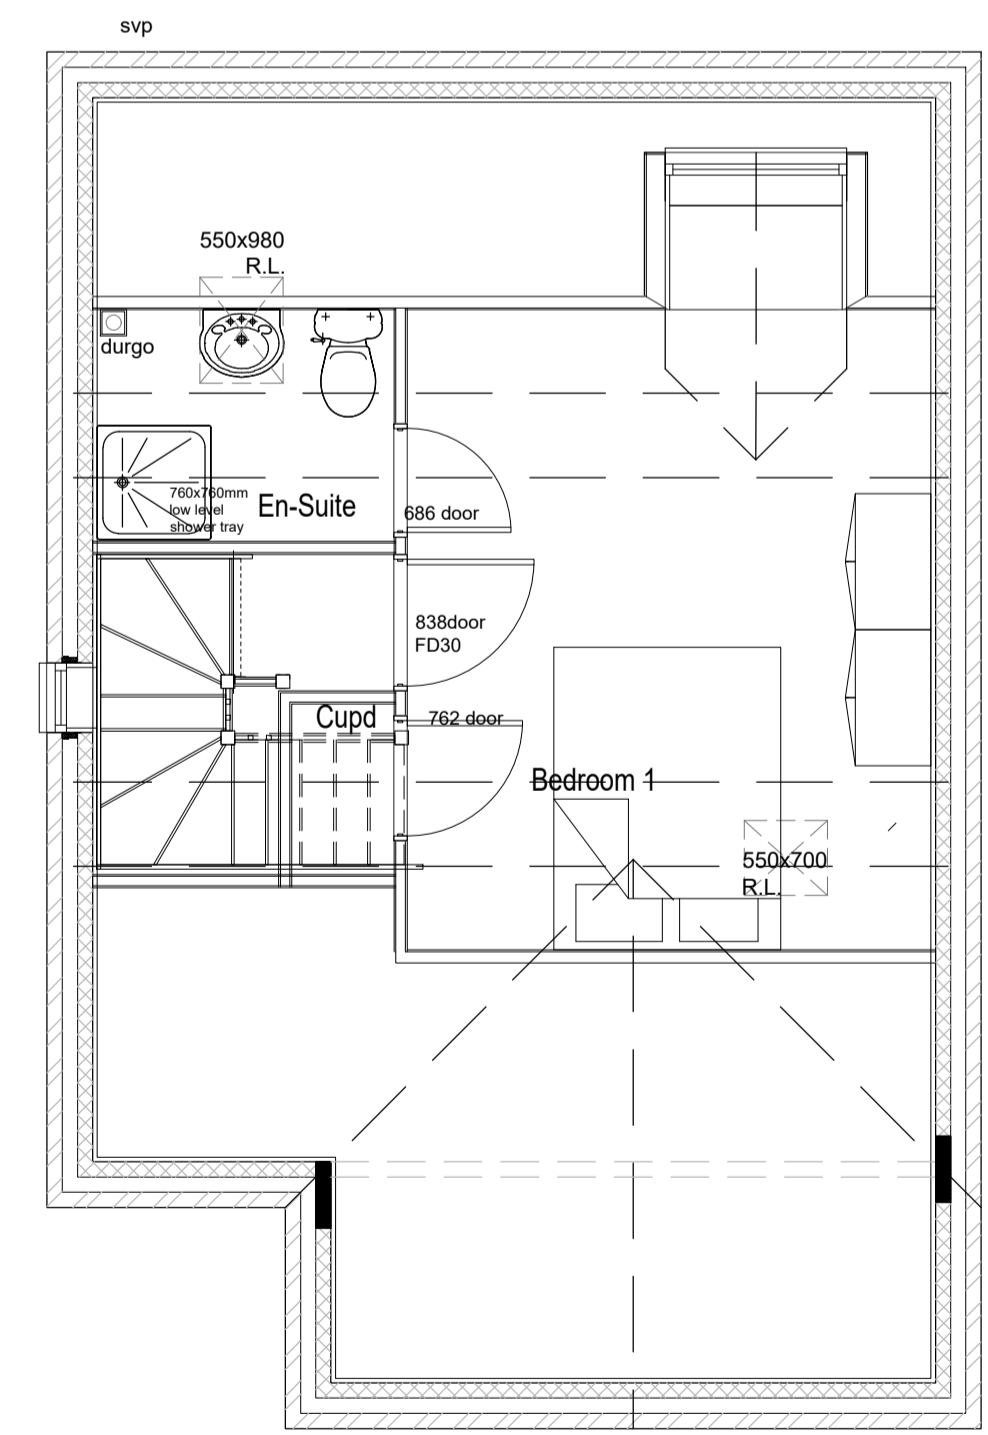 svp
550x980
R.L.
durgo
760x760mm
low level
shower tray
En-Suite
686 door
838door
FD30
Cupd
762 door
Bedroom 1
550x700
R.L.